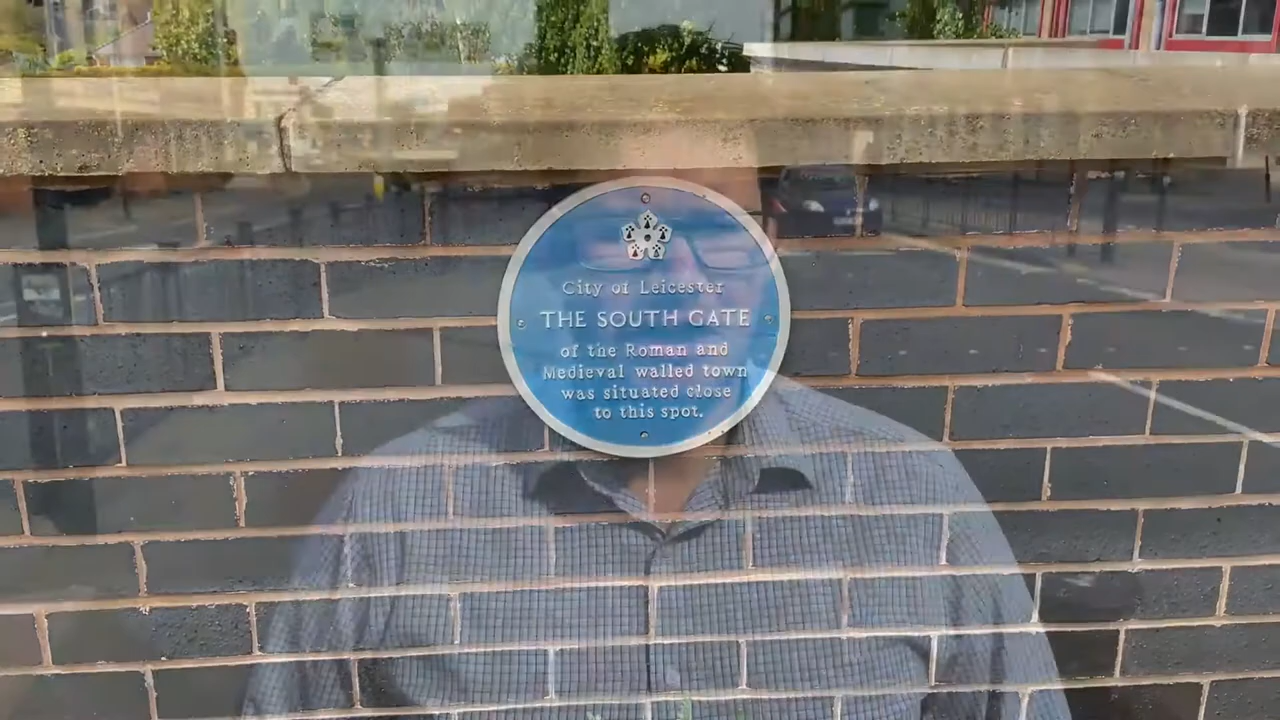 City of Leicester
THE SOUTH GATE
of the Roman and
Medieval walled town
was situated close
to this spot.